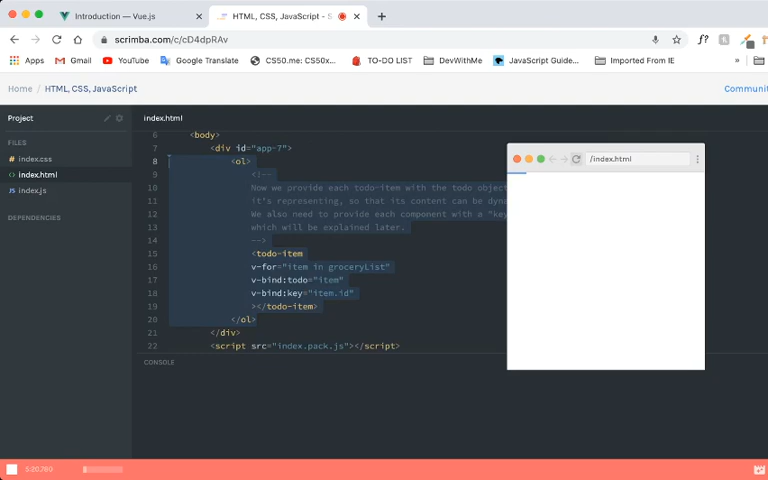 Introduction — Vue.js
HTML, CSS, JavaScript - S
scrimba.com/c/cD4dpRAv
Apps
Gmail
YouTube
Google Translate
CS50.me: CS50x...
TO-DO LIST
DevWithMe
JavaScript Guide...
Imported From IE
Home / HTML, CSS, JavaScript
Communi
Project
index.html
FILES
index.css
index.html
index.js
DEPENDENCIES
6 <body>
7 <div id="app-7">
8 <ol>
9 <!--
10 Now we provide each todo-item with the todo object
11 it's representing, so that its content can be dyna
12 We also need to provide each component with a "key
13 which will be explained later.
14 -->
15 <todo-item
16 v-for="item in groceryList"
17 v-bind:todo="item"
18 v-bind:key="item.id"
19 ></todo-item>
20 </ol>
21 </div>
22 <script src="index.pack.js"></script>
/index.html
CONSOLE